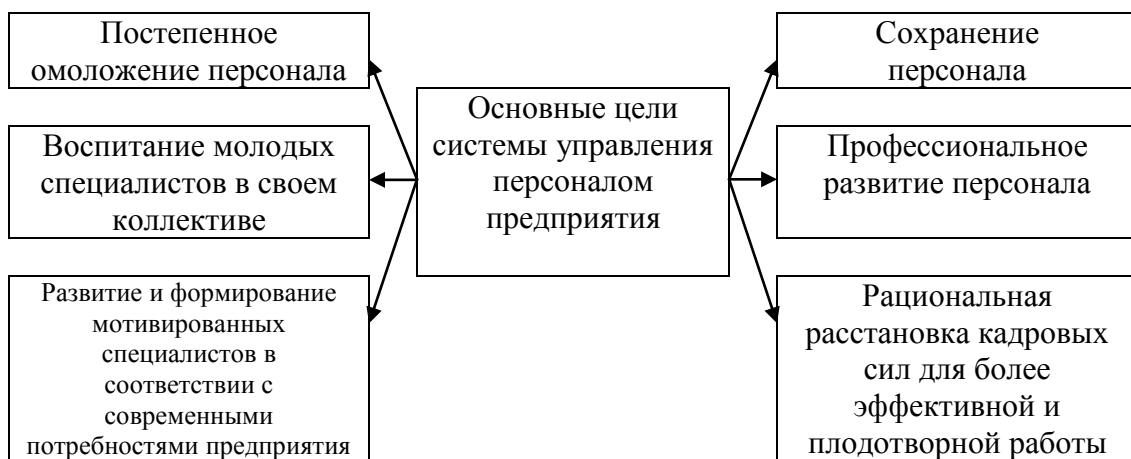 Постепенное
омоложение персонала
Воспитание молодых
специалистов в своем
коллективе
Развитие и формирование
мотивированных
специалистов в
соответствии с
современными
потребностями предприятия
Основные цели
системы управления
персоналом
предприятия
Сохранение
персонала
Профессиональное
развитие персонала
Рациональная
расстановка кадровых
сил для более
эффективной и
плодотворной работы